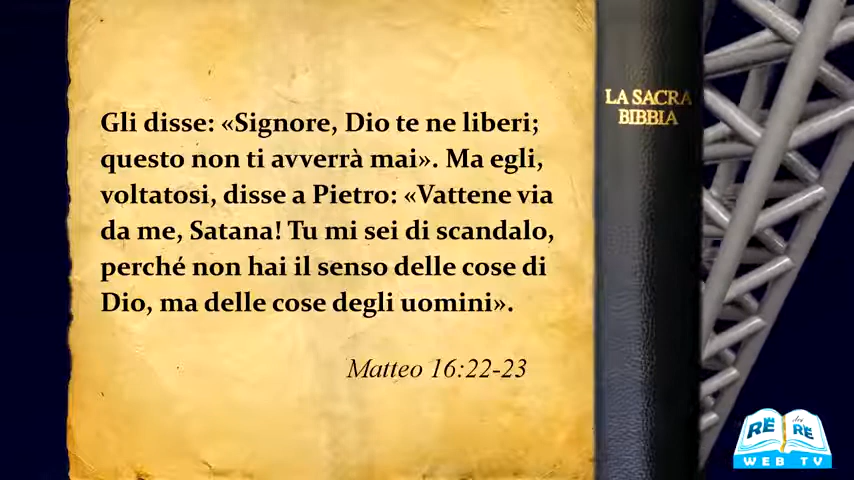 Gli disse: «Signore, Dio te ne liberi;
questo non ti avverrà mai». Ma egli,
voltatosi, disse a Pietro: «Vattene via
da me, Satana! Tu mi sei di scandalo,
perché non hai il senso delle cose di
Dio, ma delle cose degli uomini».
Matteo 16:22-23
LA SACRA
BIBBIA
RE dei RE
WEB TV